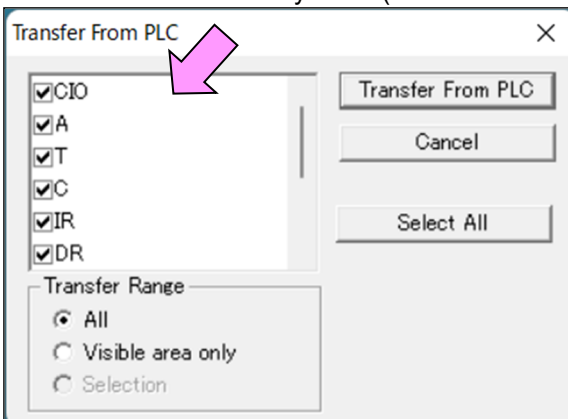 Transfer From PLC
CIO
A
T
C
IR
DR
Transfer From PLC
Cancel
Select All
Transfer Range
All
Visible area only
Selection